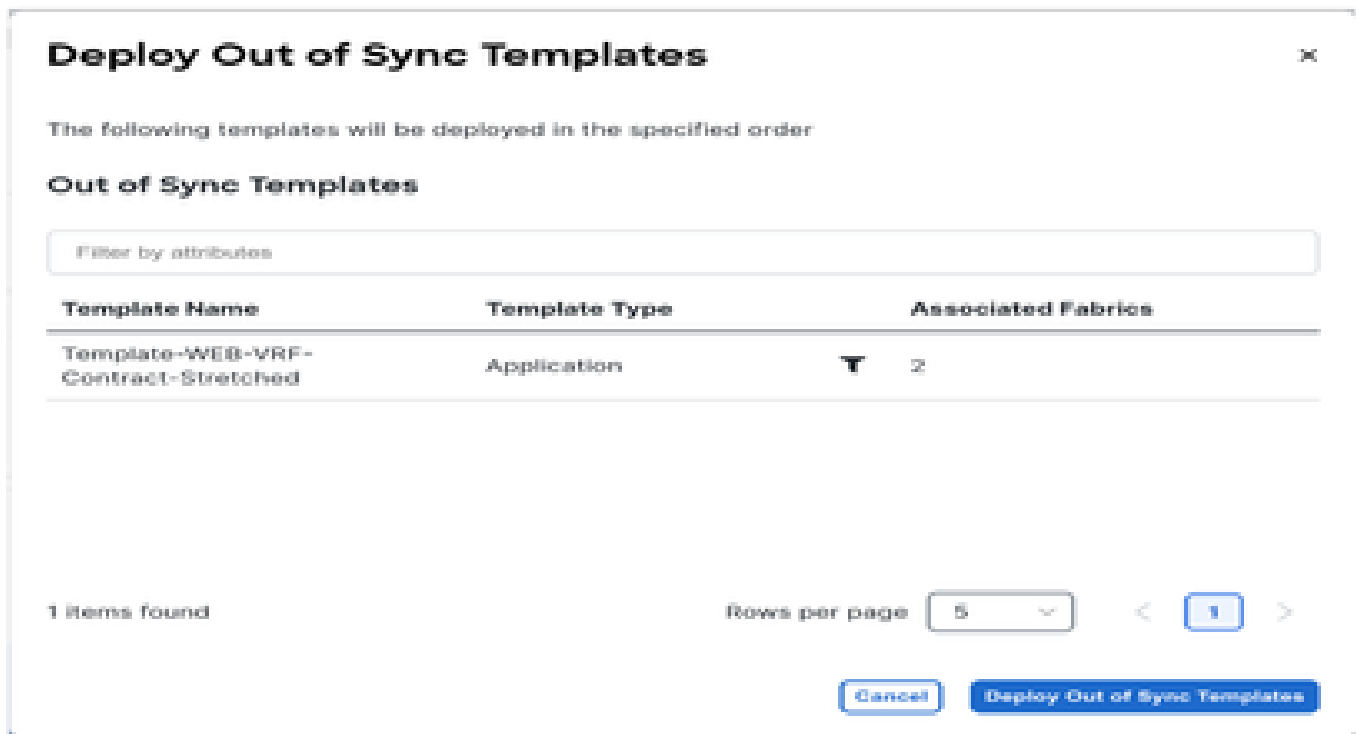 Deploy Out of Sync Templates
The following templates will be deployed in the specified order
Out of Sync Templates
Filter by attributes
Template Name Template Type Associated Fabrics
Template-WEB-VRF-
Contract-Stretched
Application 2
1 items found Rows per page 5 < 1 >
Cancel Deploy Out of Sync Templates